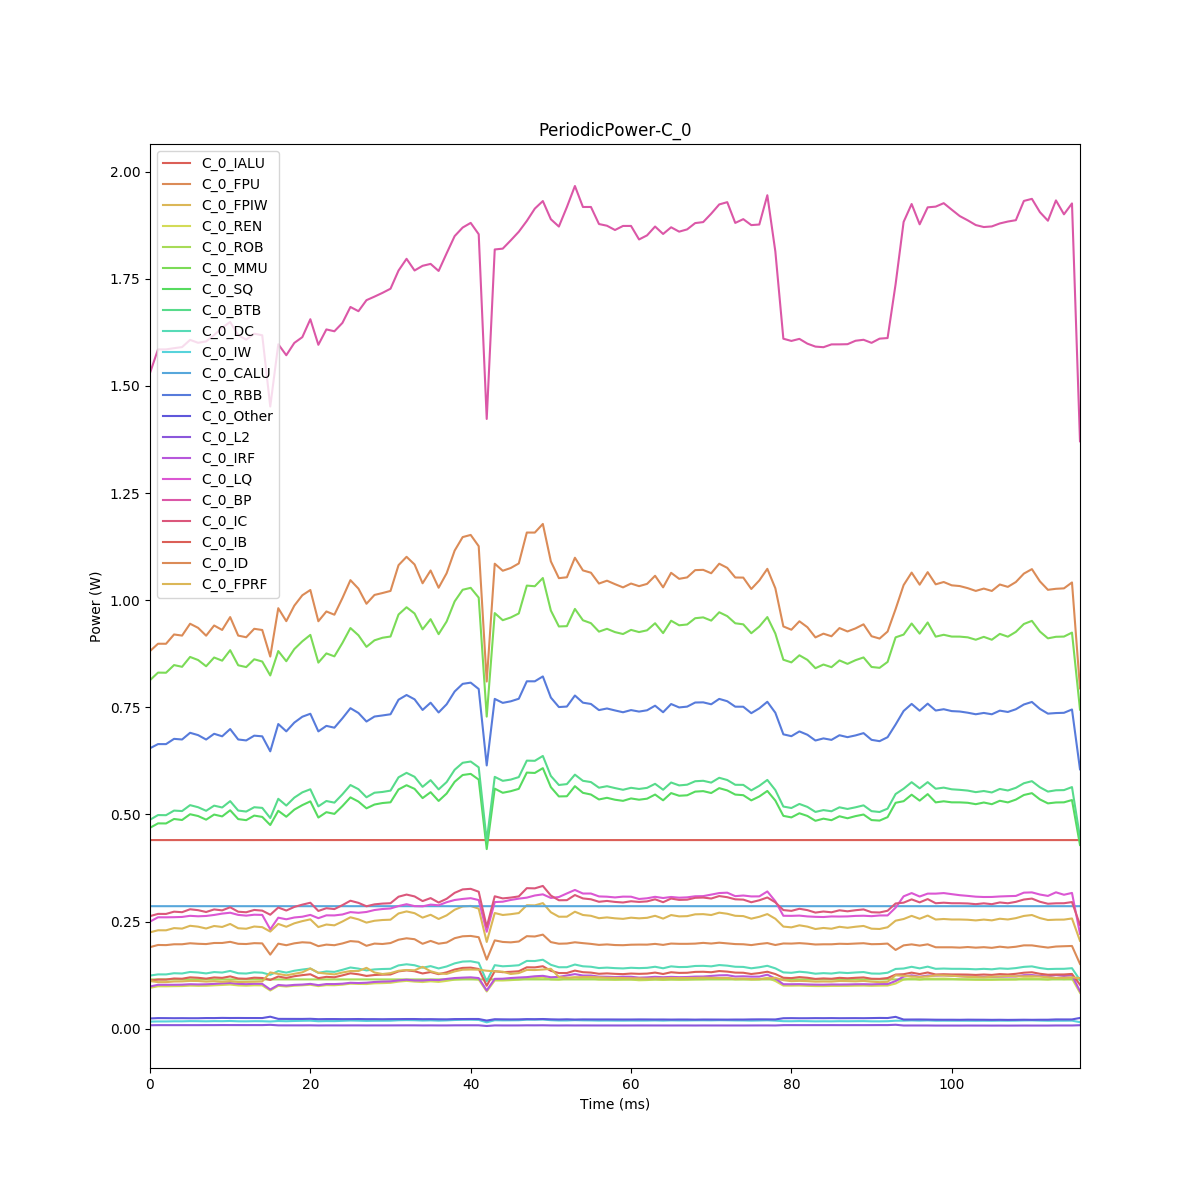 PeriodicPower-C_0
2.00
1.75
1.50
1.25
1.00
0.75
0.50
0.25
0.00
Power (W)
C_0_IALU
C_0_FPU
C_0_FPIW
C_0_REN
C_0_ROB
C_0_MMU
C_0_SQ
C_0_BTB
C_0_DC
C_0_IW
C_0_CALU
C_0_RBB
C_0_Other
C_0_L2
C_0_IRF
C_0_LQ
C_0_BP
C_0_IC
C_0_IB
C_0_ID
C_0_FPRF
0 20 40 60 80 100
Time (ms)